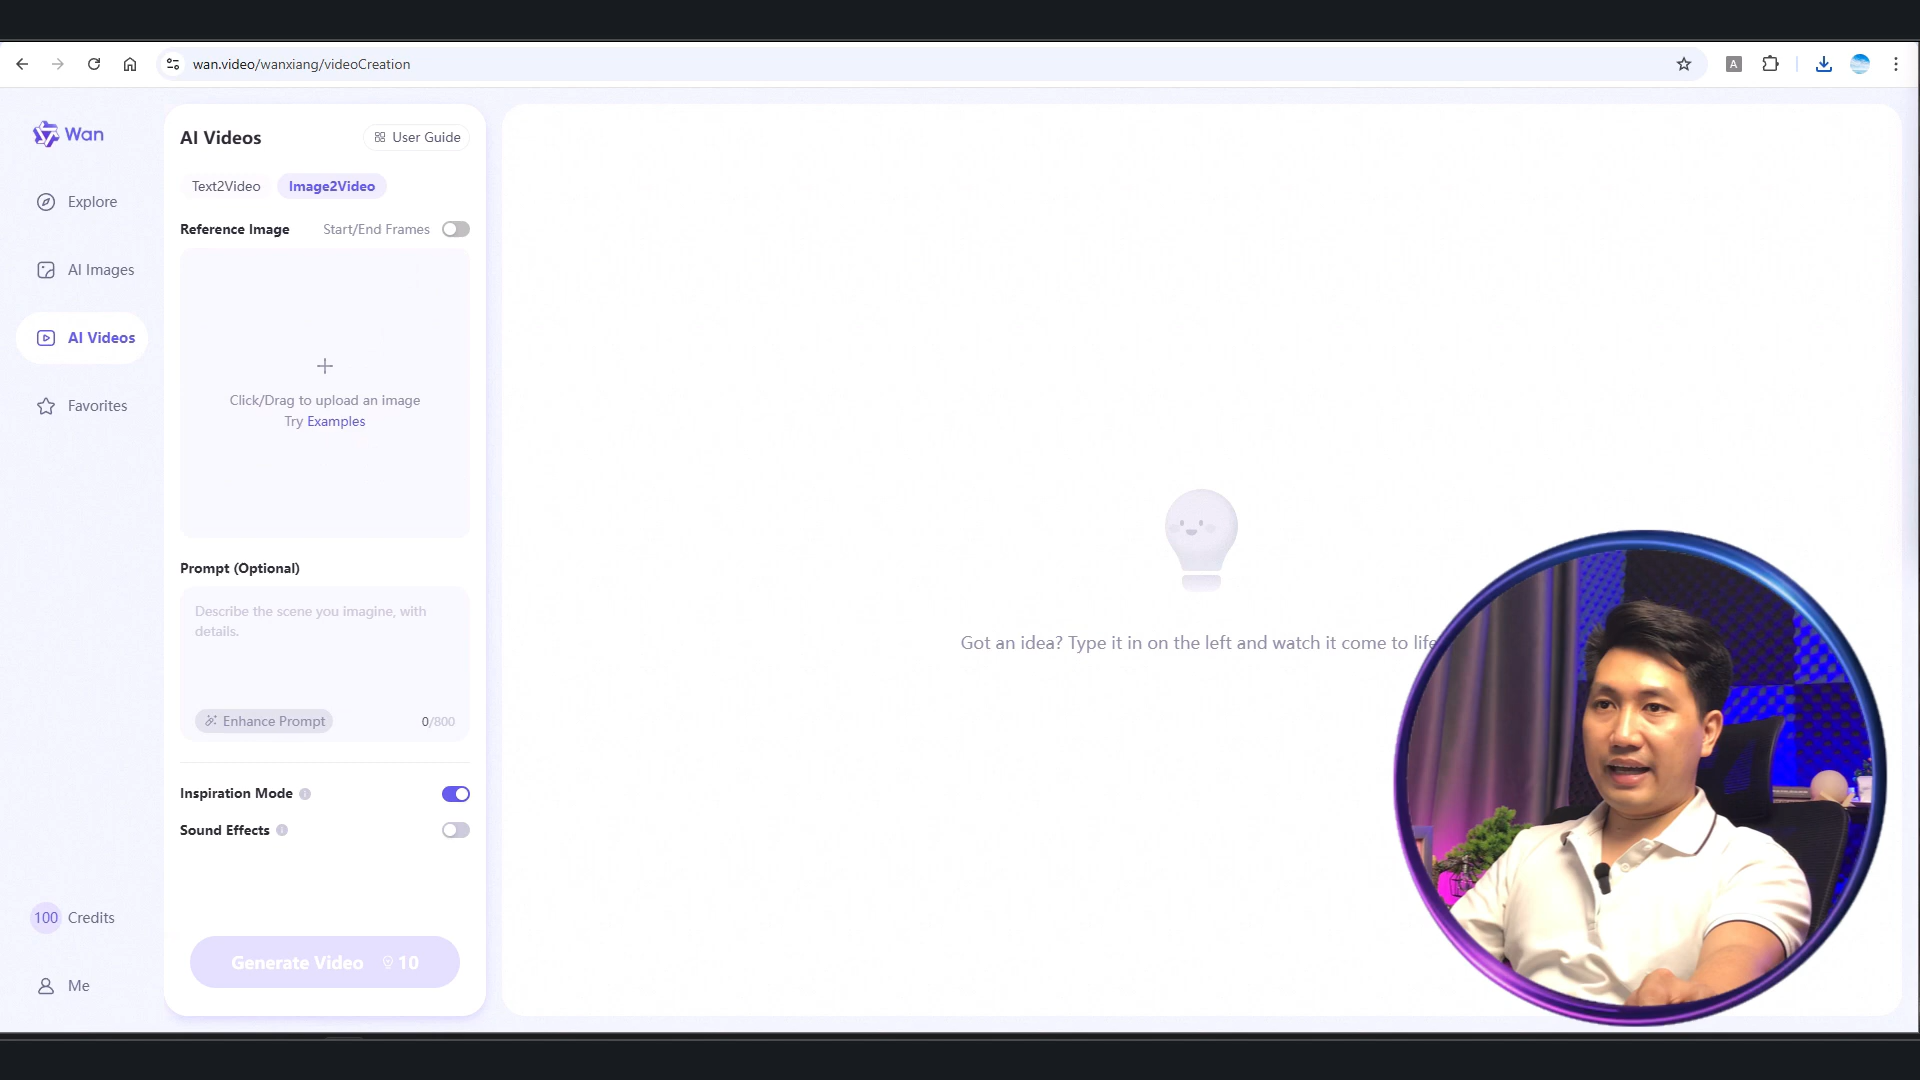 wan.video/wanxiang/videoCreation
A
Wan
Explore
AI Images
AI Videos
Favorites
100 Credits
Me
AI Videos
User Guide
Text2Video
Image2Video
Reference Image
Start/End Frames
Click/Drag to upload an image
Try Examples
Prompt (Optional)
Describe the scene you imagine, with
details.
Enhance Prompt
0/800
Inspiration Mode
Sound Effects
Generate Video 10
Got an idea? Type it in on the left and watch it come to life